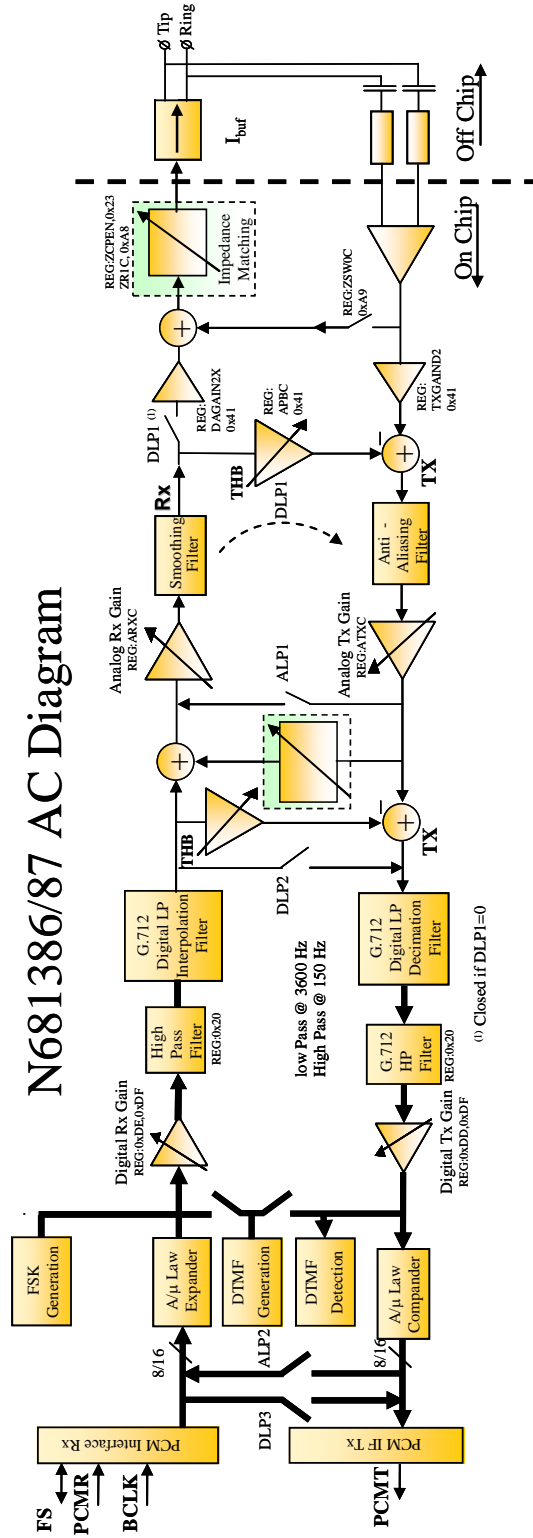 N681386/87 AC Diagram
FS
PCMR
BCLK
PCM Interface Rx
8/16
A/µ Law
Expander
FSK
Generation
Digital Rx Gain
REG:0xDE,0xDF
High
Pass
Filter
REG:0x20
G.712
Digital LP
Interpolation
Filter
THB
Analog Rx Gain
REG:ARXC
Smoothing
Filter
Rx
DLP1 (1)
REG:
DAGAIN2X
0x41
REG:ZCPEN,0x23
ZR1C, 0xA8
Impedance
Matching
Ibuf
Tip
Ring
DLP3
ALP2
DTMF
Generation
DTMF
Detection
low Pass @ 3600 Hz
High Pass @ 150 Hz
DLP2
ALP1
DLP1
THB
REG:
APBC
0x41
REG:ZSW0C
0xA9
On Chip
Off Chip
PCMT
PCM IF Tx
8/16
A/µ Law
Compander
Digital Tx Gain
REG:0xDD,0xDF
G.712
HP
Filter
REG:0x20
G.712
Digital LP
Decimation
Filter
TX
Analog Tx Gain
REG:ATXC
Anti -
Aliasing
Filter
TX
REG:
TXGAIND2
0x41
(1) Closed if DLP1=0